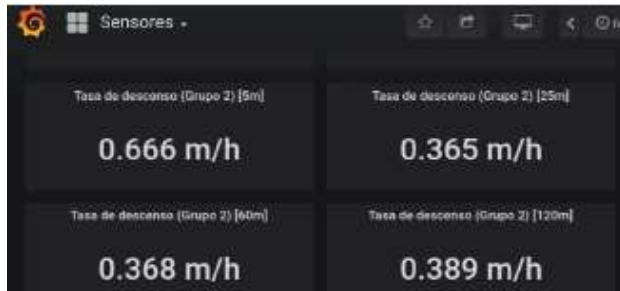 Sensores
Tasa de descenso (Grupo 2) [5m]
Tasa de descenso (Grupo 2) [25m]
0.666 m/h
0.365 m/h
Tasa de descenso (Grupo 2) [60m]
Tasa de descenso (Grupo 2) [120m]
0.368 m/h
0.389 m/h